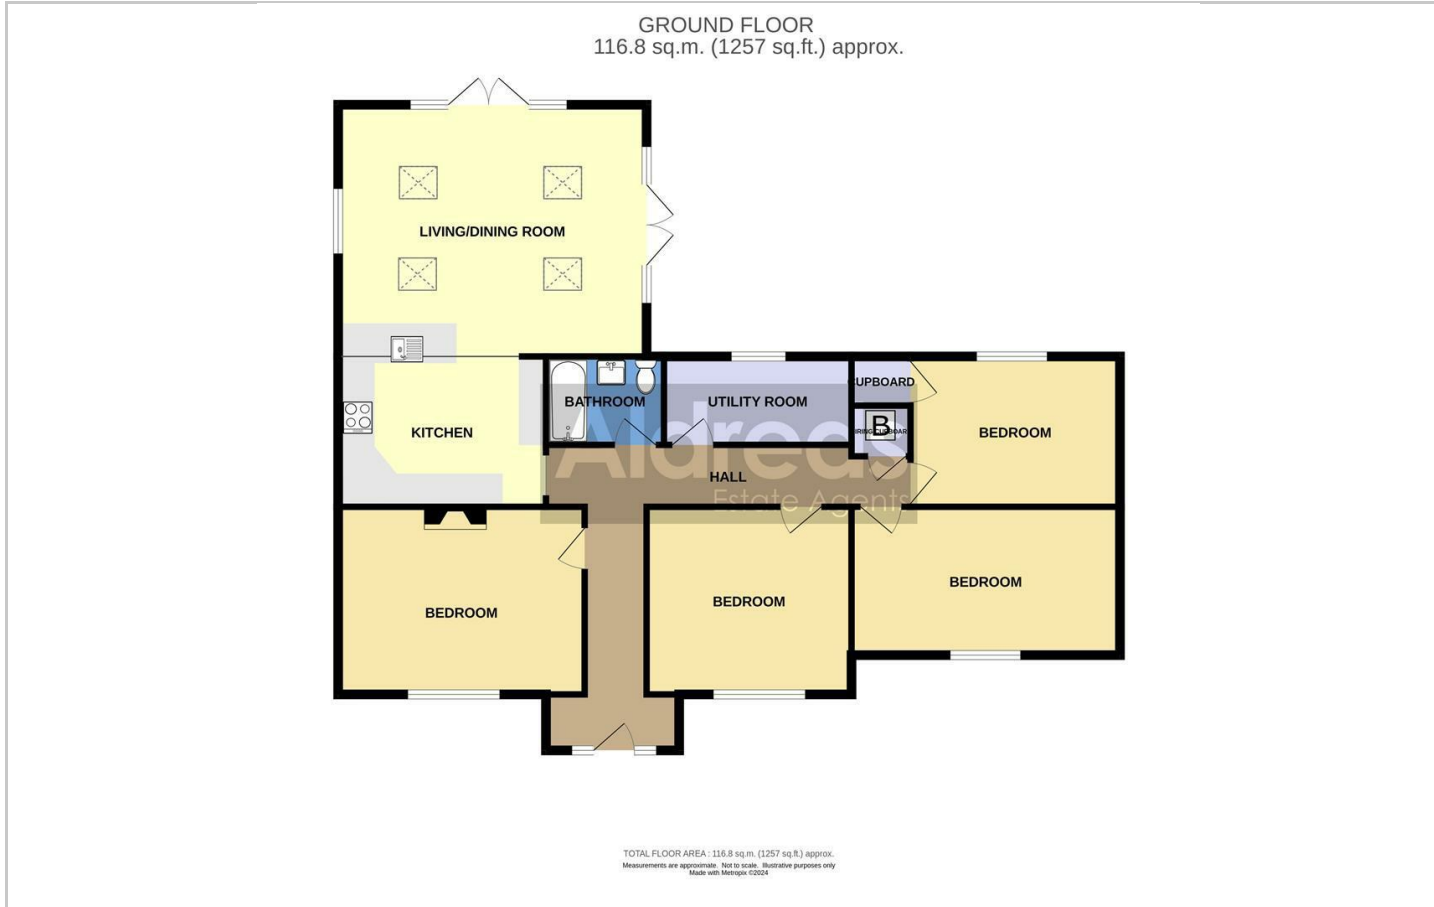 GROUND FLOOR
116.8 sq.m. (1257 sq.ft.) approx.
LIVING/DINING ROOM
CUPBOARD
BATHROOM
UTILITY ROOM
B
KITCHEN
BEDROOM
Aldreds
HALL
Estate Agents
BEDROOM
BEDROOM
BEDROOM
TOTAL FLOOR AREA : 116.8 sq.m. (1257 sq.ft.) approx.
Measurements are approximate. Not to scale. Illustrative purposes only
Made with Metropix ©2024